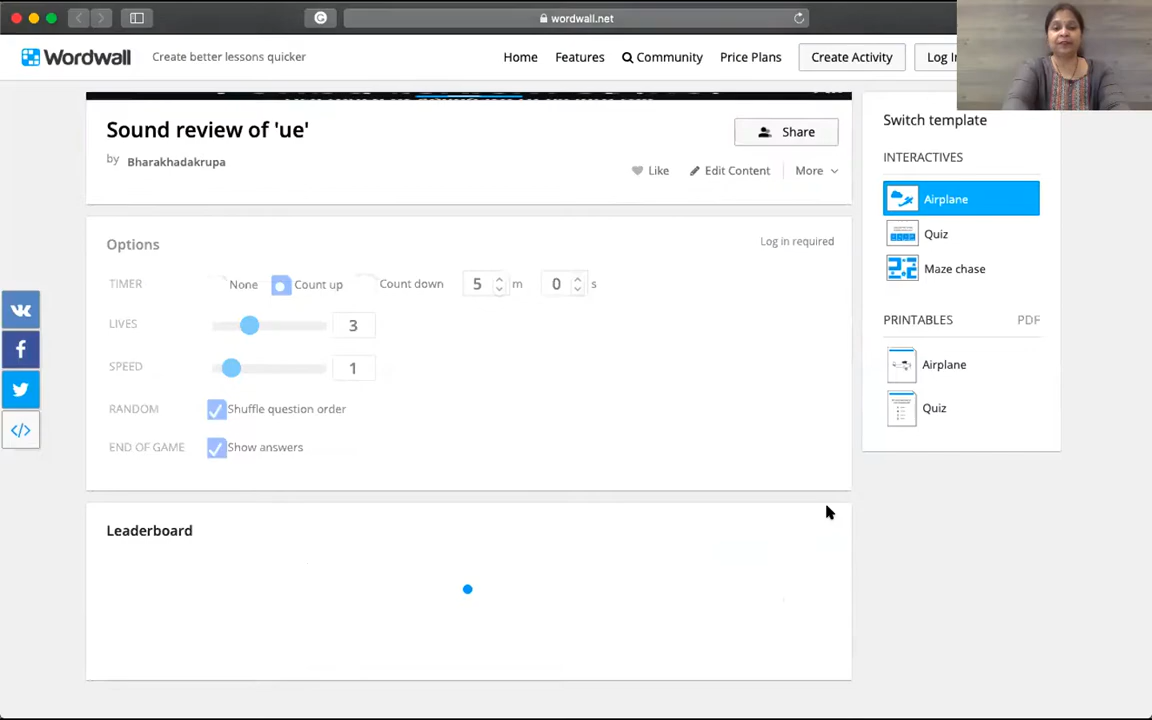 wordwall.net
Wordwall
Create better lessons quicker
Home
Features
Community
Price Plans
Create Activity
Log In
Sound review of 'ue'
by Bharakhadakrupa
Share
Like
Edit Content
More
Options
Log in required
TIMER
None
Count up
Count down
5 m
0 s
LIVES
3
SPEED
1
RANDOM
Shuffle question order
END OF GAME
Show answers
Leaderboard
Switch template
INTERACTIVES
Airplane
Quiz
Maze chase
PRINTABLES
PDF
Airplane
Quiz